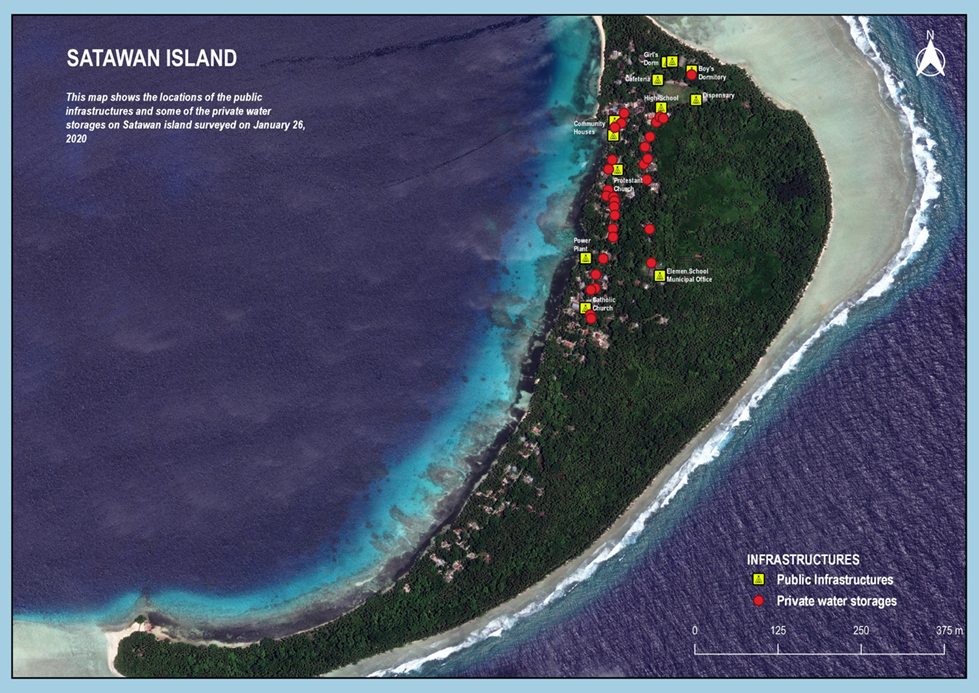 SATAWAN ISLAND
This map shows the locations of the public
infrastructures and some of the private water
storages on Satawan island surveyed on January 26,
2020
N
Girl's
Dorm
Boy's
Dormitory
Cafeteria
Dispensary
High School
Community
Houses
Protestant
Church
Power
Plant
Elemen.School
Municipal Office
Catholic
Church
INFRASTRUCTURES
Public Infrastructures
Private water storages
0 125 250 375 m